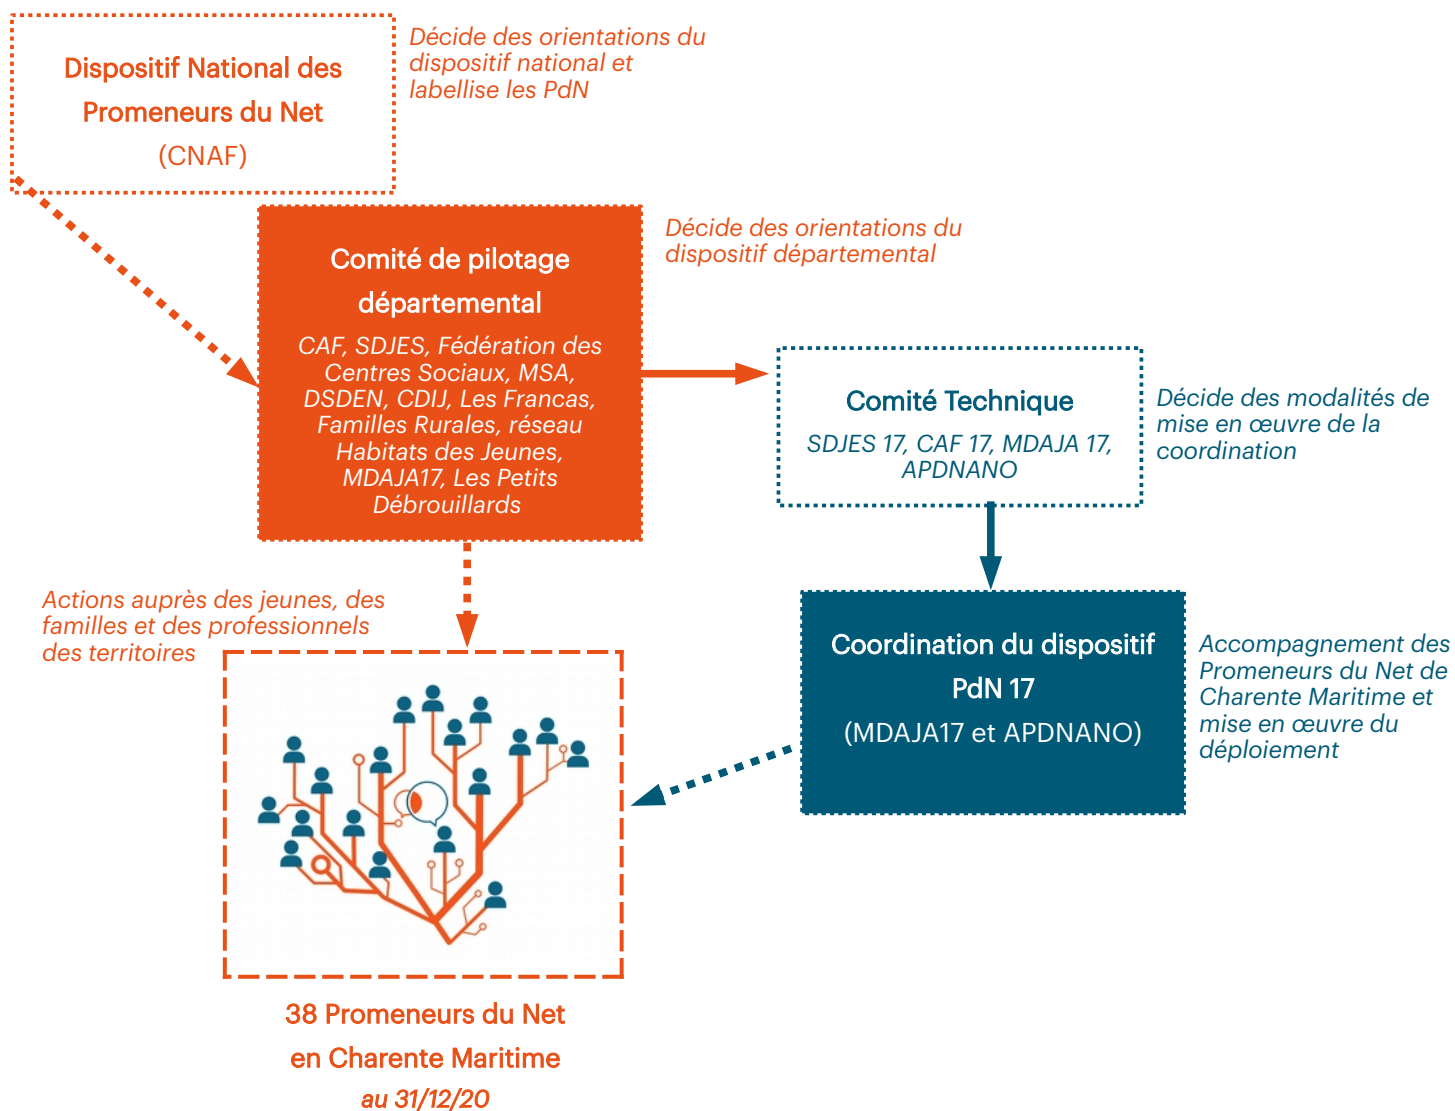 Dispositif National des
Promeneurs du Net
(CNAF)
Décide des orientations du
dispositif national et
labellise les PdN
Comité de pilotage
départemental
CAF, SDJES, Fédération des
Centres Sociaux, MSA,
DSDEN, CDIJ, Les Francas,
Familles Rurales, réseau
Habitats des Jeunes,
MDAJA17, Les Petits
Débrouillards
Décide des orientations du
dispositif départemental
Comité Technique
SDJES 17, CAF 17, MDAJA 17,
APDNANO
Décide des modalités de
mise en œuvre de la
coordination
Coordination du dispositif
PdN 17
(MDAJA17 et APDNANO)
Accompagnement des
Promeneurs du Net de
Charente Maritime et
mise en œuvre du
déploiement
Actions auprès des jeunes, des
familles et des professionnels
des territoires
38 Promeneurs du Net
en Charente Maritime
au 31/12/20